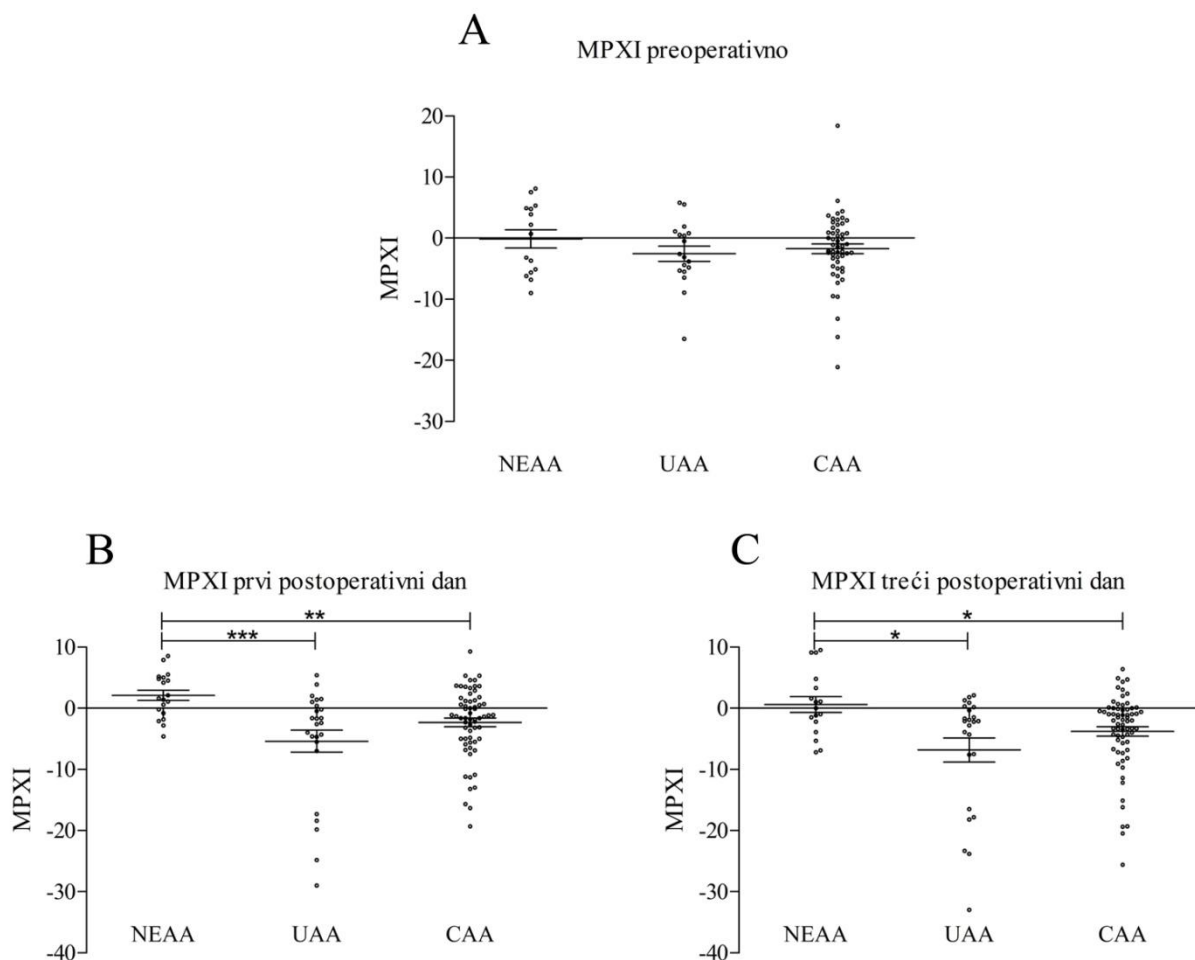 A
MPXI preoperativno
20
10
0
-10
-20
-30
MPXI
NEAA UAA CAA
B
MPXI prvi postoperativni dan
**
***
10
0
-10
-20
-30
-40
MPXI
NEAA UAA CAA
C
MPXI treći postoperativni dan
*
*
10
0
-10
-20
-30
-40
MPXI
NEAA UAA CAA